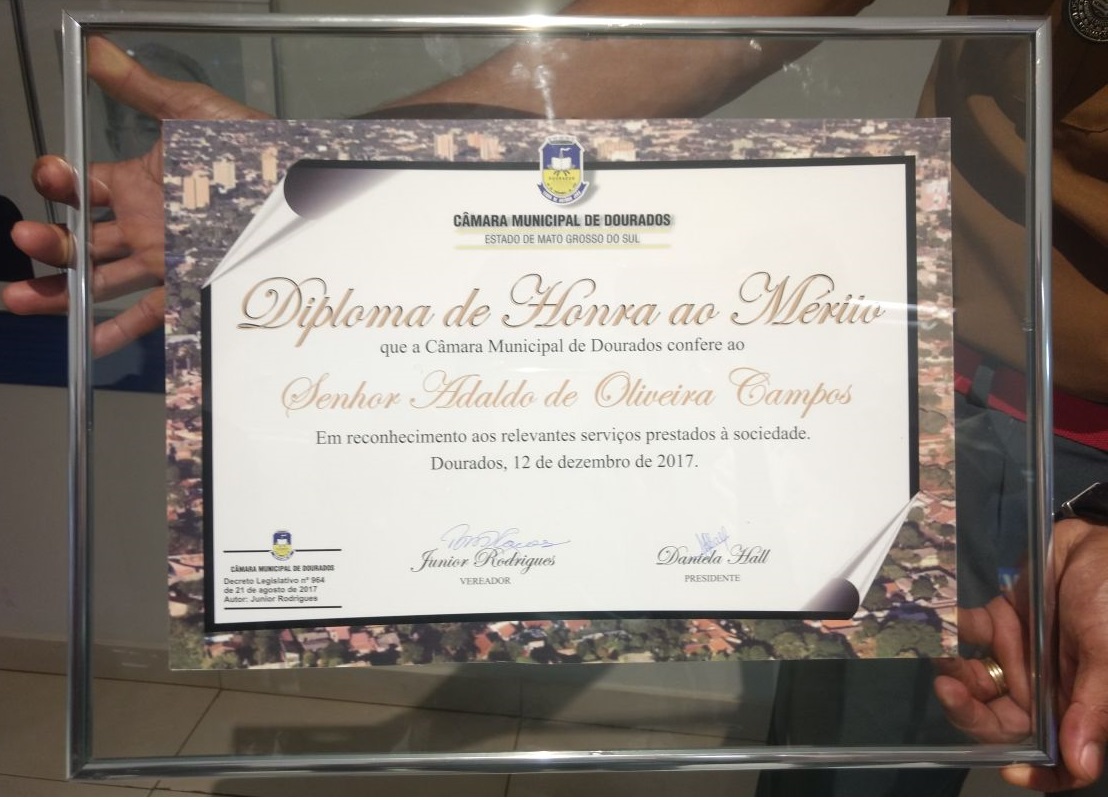 CÂMARA MUNICIPAL DE DOURADOS
ESTADO DE MATO GROSSO DO SUL
Diploma de Honra ao Mérito
que a Câmara Municipal de Dourados confere ao
Senhor Adaldo de Oliveira Campos
Em reconhecimento aos relevantes serviços prestados à sociedade.
Dourados, 12 de dezembro de 2017.
Junior Rodrigues
VEREADOR
Daniela Hall
PRESIDENTE
CÂMARA MUNICIPAL DE DOURADOS
Decreto Legislativo nº 964
de 21 de agosto de 2017
Autor: Junior Rodrigues